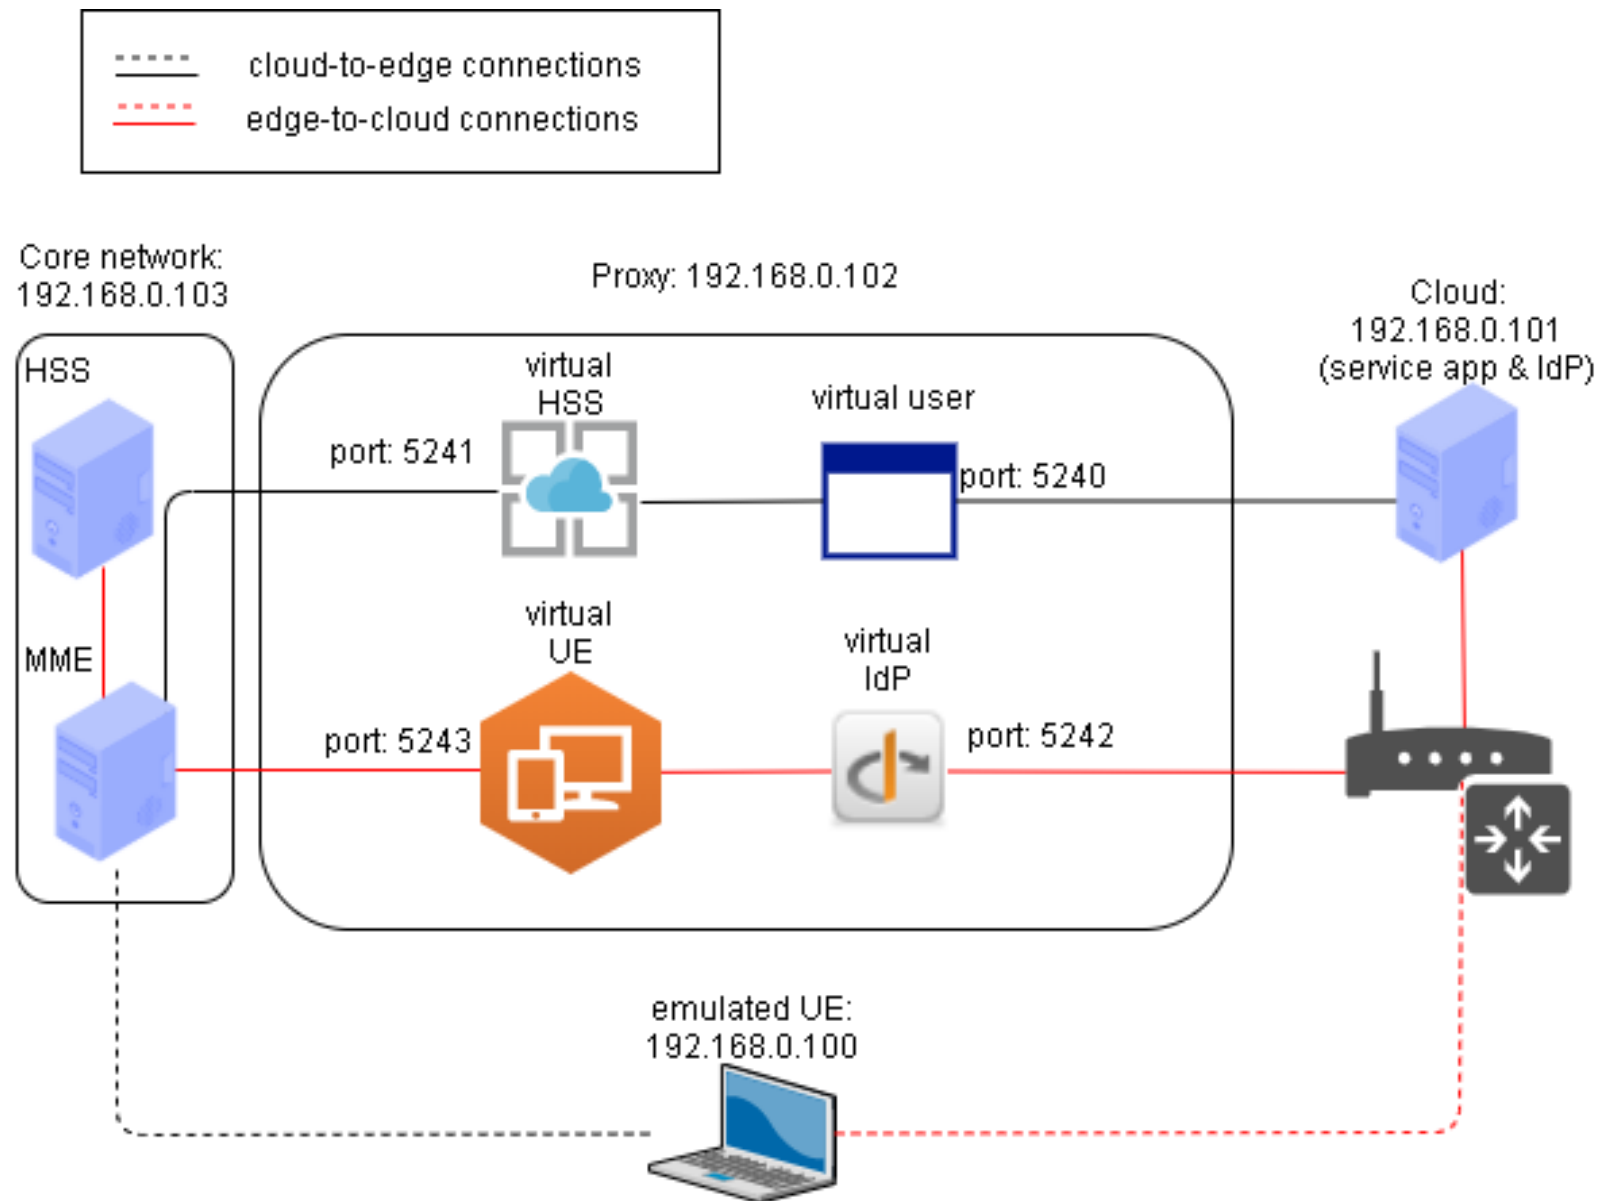 cloud-to-edge connections
edge-to-cloud connections
Core network:
192.168.0.103
Proxy: 192.168.0.102
Cloud:
192.168.0.101
(service app & IdP)
HSS
virtual
HSS
virtual user
port: 5241
port: 5240
virtual
UE
virtual
IdP
MME
port: 5243
port: 5242
emulated UE:
192.168.0.100